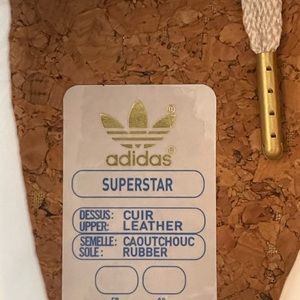 ®
adidas®
SUPERSTAR
DESSUS: CUIR
UPPER: LEATHER
SEMELLE: CAOUTCHOUC
SOLE: RUBBER